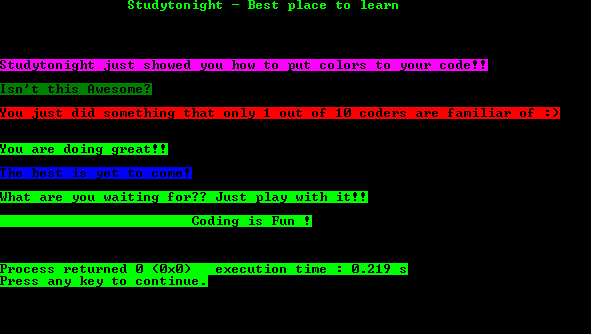 Studytonight - Best place to learn
Studytonight just showed you how to put colors to your code!!
Isn't this Awesome?
You just did something that only 1 out of 10 coders are familiar of :)
You are doing great!!
The best is yet to come!
What are you waiting for?? Just play with it!!
Coding is Fun !
Process returned 0 (0x0)   execution time : 0.219 s
Press any key to continue.